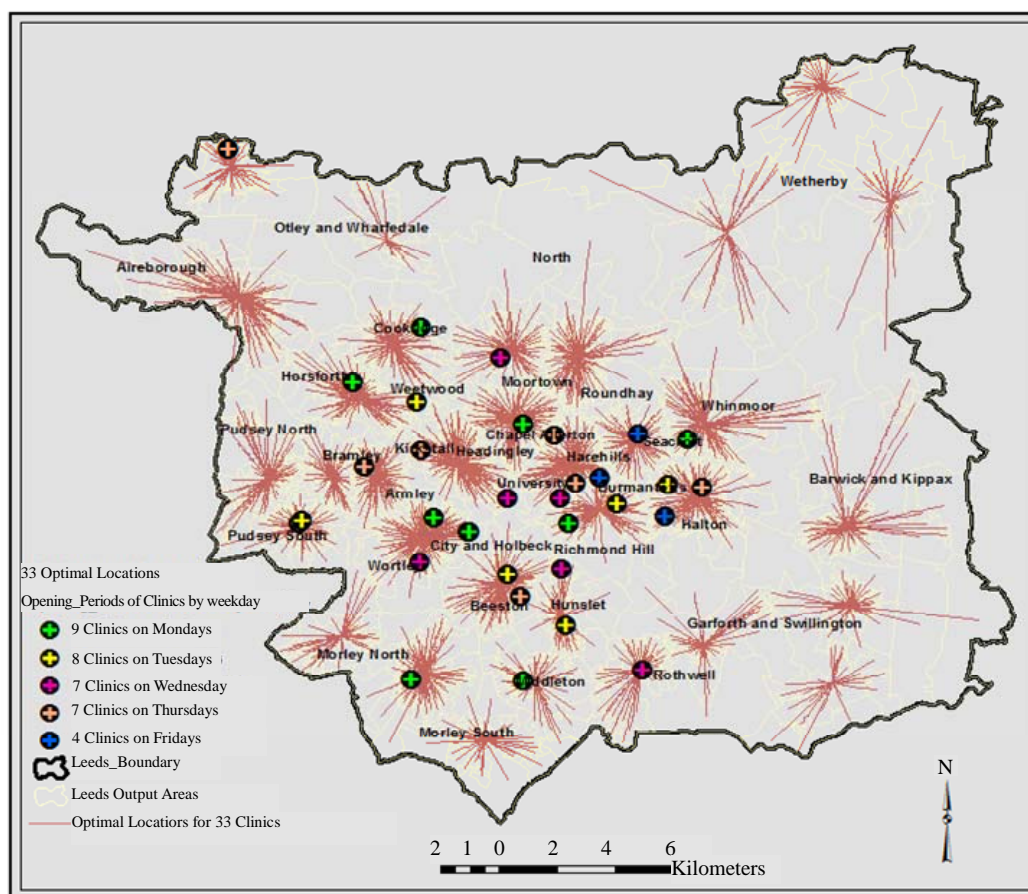 Wetherby
Otley and Wharfedale
North
Aireborough
Cookridge
Moortown
Horsforth
Weetwood
Roundhay
Whinmoor
Pudsey North
Chapel Allerton
Seacroft
Kirkstall
Headingley
Bramley
Harehills
University
Burmantofts
Barwick and Kippax
Armley
Halton
Pudsey South
City and Holbeck
Richmond Hill
Wortley
Beeston
Hunslet
Garforth and Swillington
Morley North
Middleton
Rothwell
Morley South
33 Optimal Locations
Opening_Periods of Clinics by weekday
9 Clinics on Mondays
8 Clinics on Tuesdays
7 Clinics on Wednesday
7 Clinics on Thursdays
4 Clinics on Fridays
Leeds_Boundary
Leeds Output Areas
Optimal Locatiors for 33 Clinics
2 1 0 2 4 6
Kilometers
N